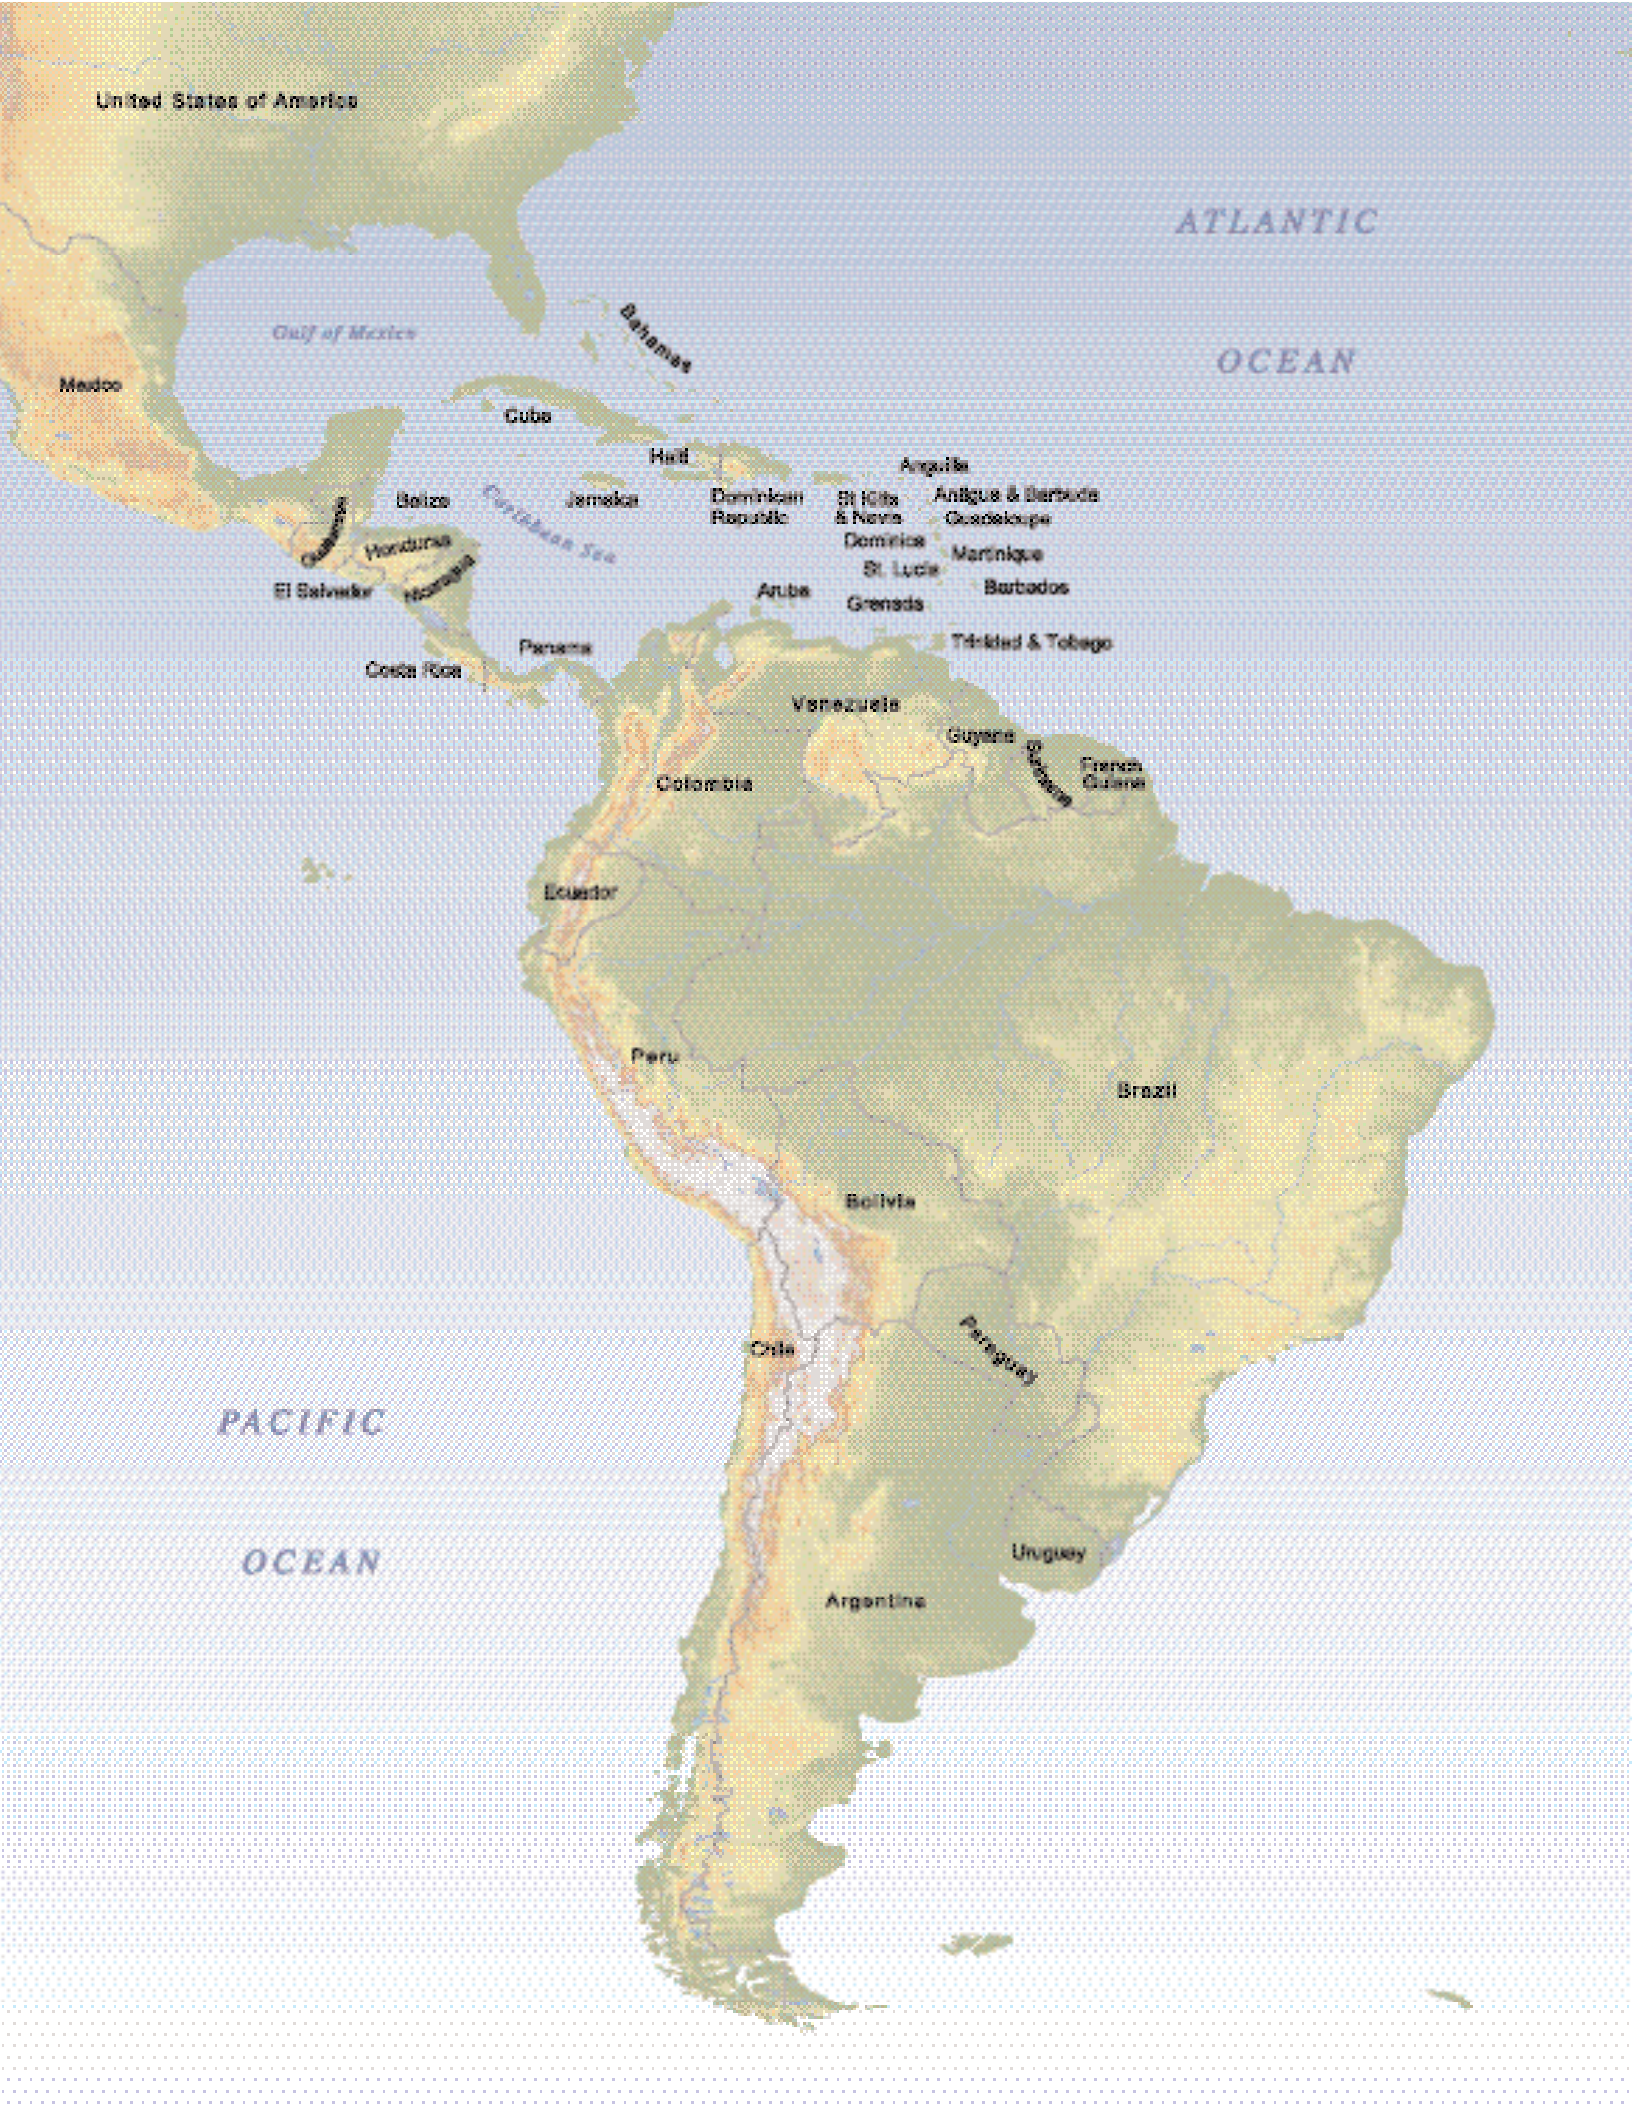 United States of America
ATLANTIC
OCEAN
Gulf of Mexico
Bahamas
Mexico
Cuba
Haiti
Anguilla
Belize
Caribbean Sea
Jamaica
Dominican
Republic
St Kitts
& Nevis
Antigua & Barbuda
Guadeloupe
Guatemala
Honduras
Dominica
Martinique
St. Lucia
El Salvador
Nicaragua
Aruba
Barbados
Grenada
Panama
Trinidad & Tobago
Costa Rica
Venezuela
Guyana
Suriname
French
Guiana
Colombia
Ecuador
Peru
Brazil
Bolivia
Paraguay
Chile
PACIFIC
OCEAN
Uruguay
Argentina